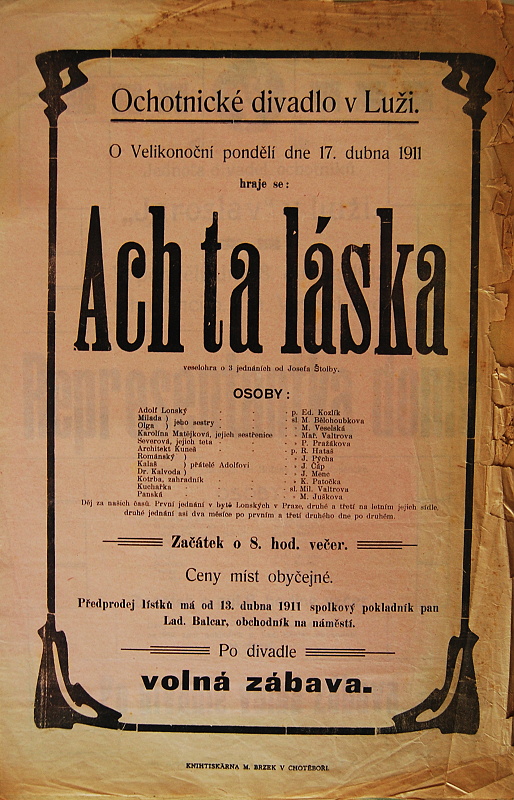 Ochotnické divadlo v Luži.
O Velikonoční pondělí dne 17. dubna 1911
hraje se:
Ach ta láska
veselohra o 3 jednáních od Josefa Štolby.
OSOBY:
Adolf Lonský . . . . p. Ed. Kozlík
Milada } jeho sestry . . . . sl. M. Bělohoubkova
Olga } . . . . „ M. Veselská
Karolína Matějková, jejich sestřenice . . „ Mař. Valtrova
Severová, jejich teta . . . . „ P. Pražákova
Architekt Kuneš . . . . p. R. Hataš
Románský } . . . . „ J. Pýcha
Kalaš } přátelé Adolfovi . . . „ J. Čáp
Dr. Kalvoda } . . . . „ J. Menc
Kotrba, zahradník . . . . „ K. Patočka
Kuchařka . . . . sl. Mil. Valtrova
Panská . . . . „ M. Juškova
Děj za našich časů. První jednání v bytě Lonských v Praze, druhé a třetí na letním jejich sídle,
druhé jednání asi dva měsíce po prvním a třetí druhého dne po druhém.
Začátek o 8. hod. večer.
Ceny míst obyčejné.
Předprodej lístků má od 13. dubna 1911 spolkový pokladník pan
Lad. Balcar, obchodník na náměstí.
Po divadle
volná zábava.
KNIHTISKÁRNA M. BRZEK V CHOTĚBOŘI.